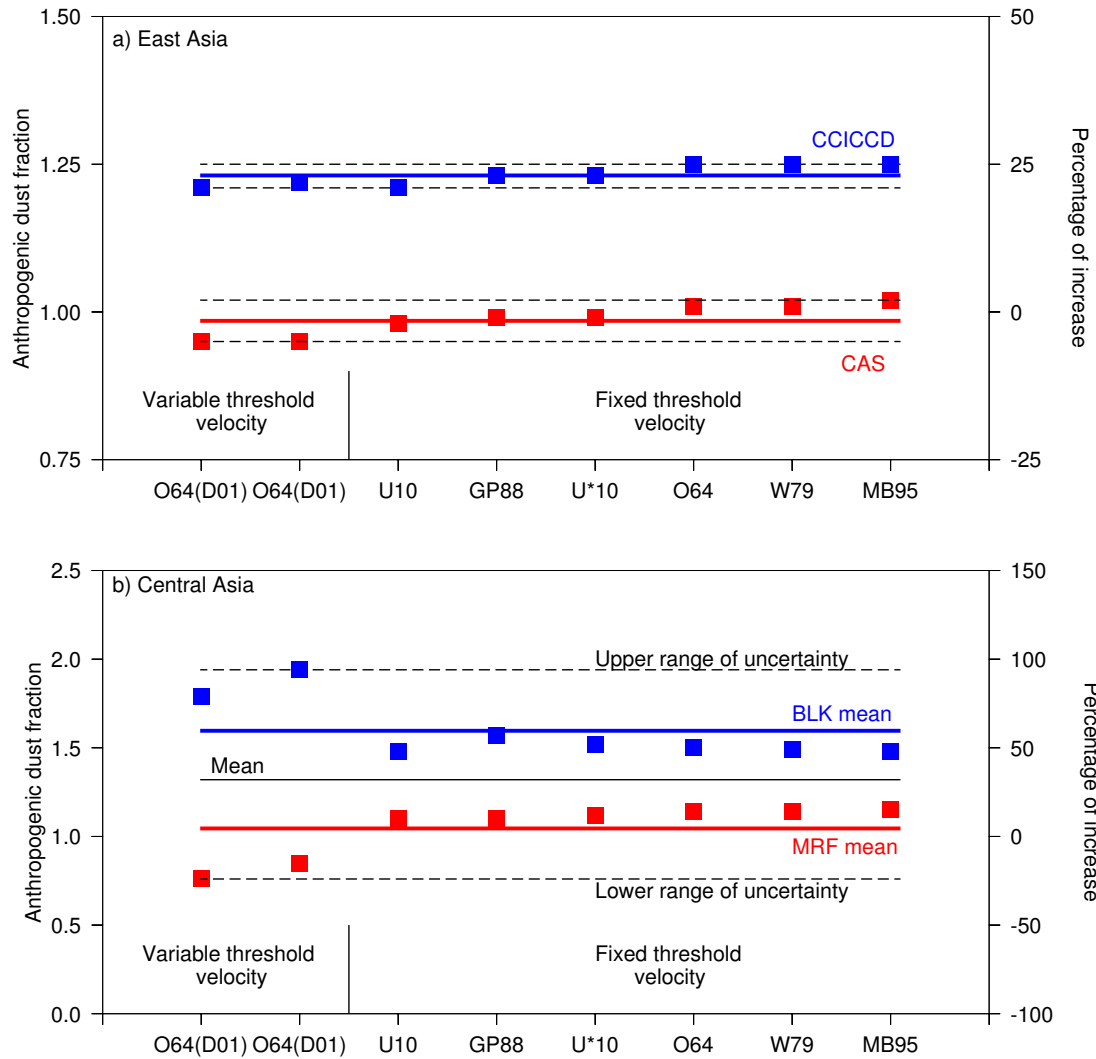 1.50
50
a) East Asia
CCICCD
1.25
25
Anthropogenic dust fraction
Percentage of increase
1.00
0
CAS
Variable threshold
velocity
Fixed threshold
velocity
0.75
-25
O64(D01) O64(D01) U10 GP88 U*10 O64 W79 MB95
2.5
150
b) Central Asia
2.0
100
Upper range of uncertainty
BLK mean
1.5
50
Mean
Anthropogenic dust fraction
Percentage of increase
1.0
0
MRF mean
Lower range of uncertainty
0.5
-50
Variable threshold
velocity
Fixed threshold
velocity
0.0
-100
O64(D01) O64(D01) U10 GP88 U*10 O64 W79 MB95